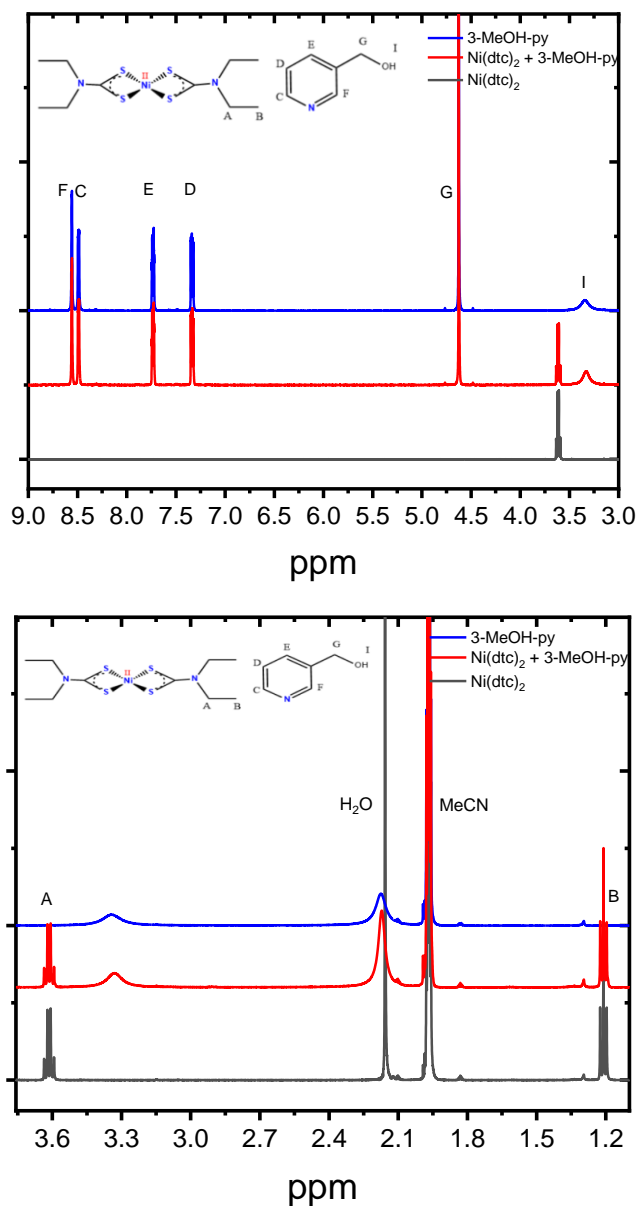 3-MeOH-py
Ni(dtc)2 + 3-MeOH-py
Ni(dtc)2
N
S
S
II
Ni
S
S
N
A
B
E
G
I
D
OH
C
N
F
F
C
E
D
G
I
9.0 8.5 8.0 7.5 7.0 6.5 6.0 5.5 5.0 4.5 4.0 3.5 3.0
ppm
3-MeOH-py
Ni(dtc)2 + 3-MeOH-py
Ni(dtc)2
N
S
S
II
Ni
S
S
N
A
B
E
G
I
D
OH
C
N
F
H2O
MeCN
A
B
3.6 3.3 3.0 2.7 2.4 2.1 1.8 1.5 1.2
ppm